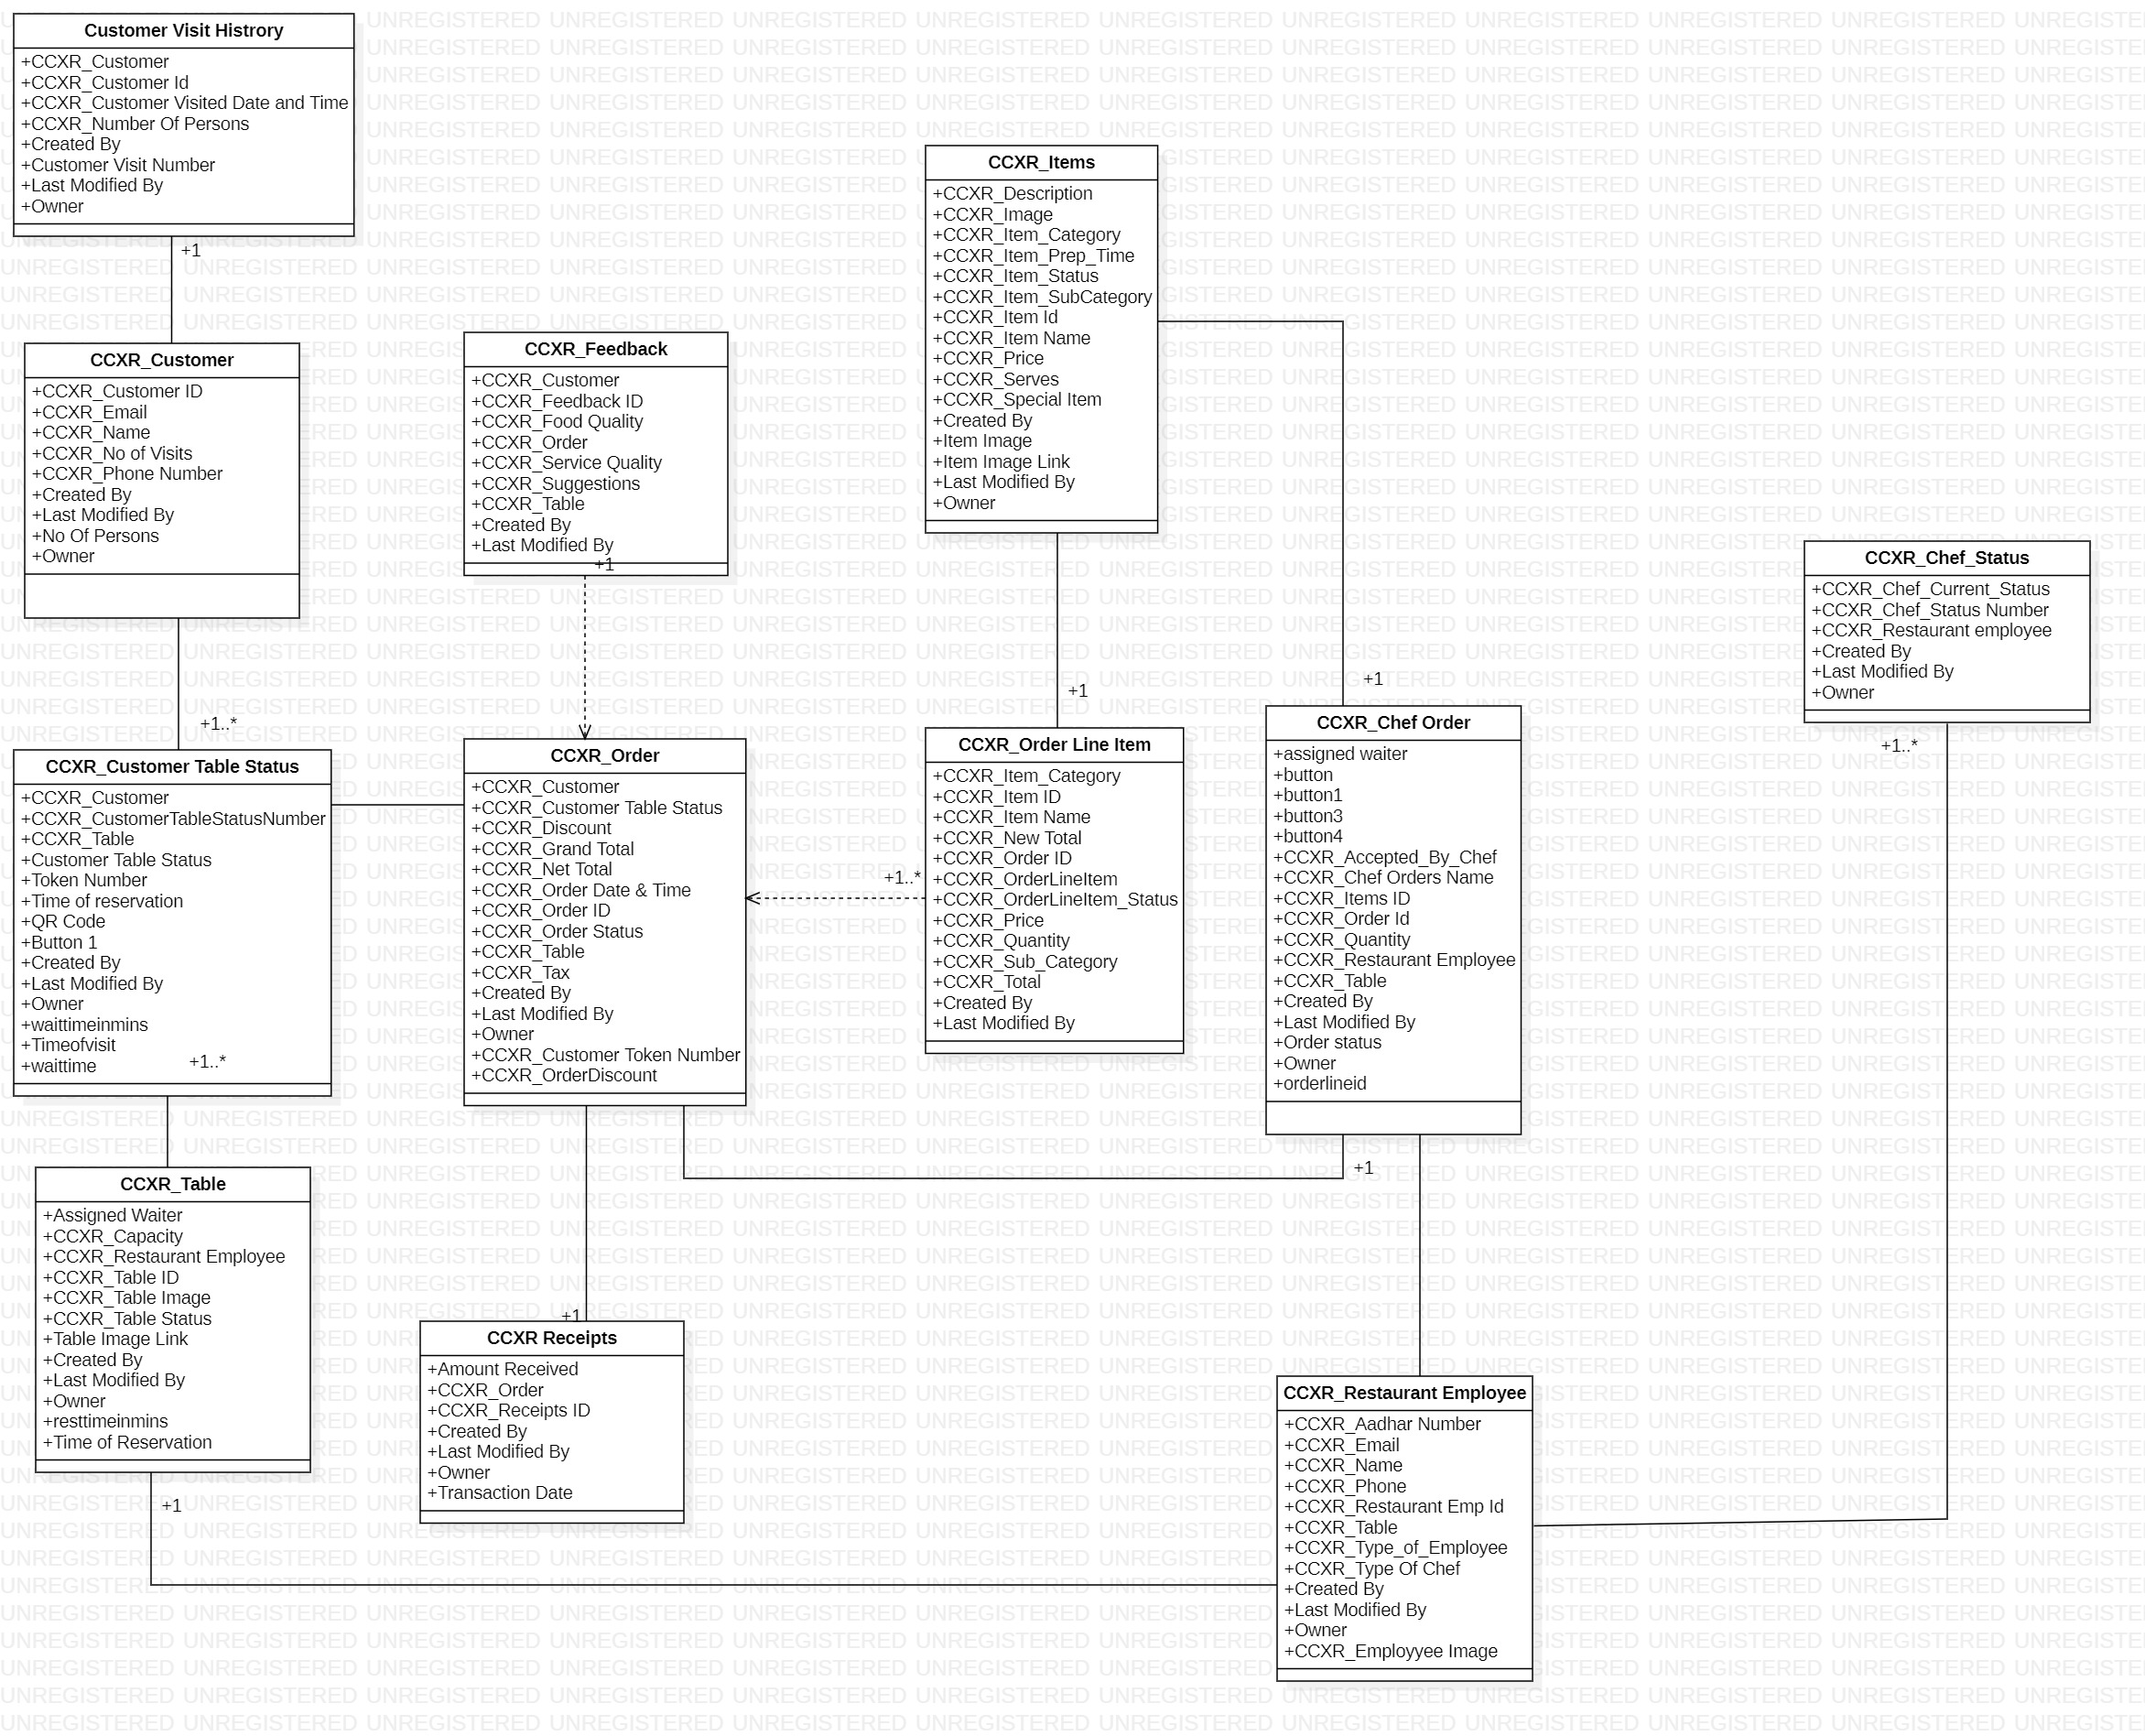 Customer Visit Histrory
+CCXR_Customer
+CCXR_Customer Id
+CCXR_Customer Visited Date and Time
+CCXR_Number Of Persons
+Created By
+Customer Visit Number
+Last Modified By
+Owner
+1
CCXR_Customer
+CCXR_Customer ID
+CCXR_Email
+CCXR_Name
+CCXR_No of Visits
+CCXR_Phone Number
+Created By
+Last Modified By
+No Of Persons
+Owner
+1..*
CCXR_Customer Table Status
+CCXR_Customer
+CCXR_CustomerTableStatusNumber
+CCXR_Table
+Customer Table Status
+Token Number
+Time of reservation
+QR Code
+Button 1
+Created By
+Last Modified By
+Owner
+waittimeinmins
+Timeofvisit
+waittime
+1..*
CCXR_Table
+Assigned Waiter
+CCXR_Capacity
+CCXR_Restaurant Employee
+CCXR_Table ID
+CCXR_Table Image
+CCXR_Table Status
+Table Image Link
+Created By
+Last Modified By
+Owner
+resttimeinmins
+Time of Reservation
+1
CCXR_Feedback
+CCXR_Customer
+CCXR_Feedback ID
+CCXR_Food Quality
+CCXR_Order
+CCXR_Service Quality
+CCXR_Suggestions
+CCXR_Table
+Created By
+Last Modified By
+1
CCXR_Order
+CCXR_Customer
+CCXR_Customer Table Status
+CCXR_Discount
+CCXR_Grand Total
+CCXR_Net Total
+CCXR_Order Date & Time
+CCXR_Order ID
+CCXR_Order Status
+CCXR_Table
+CCXR_Tax
+Created By
+Last Modified By
+Owner
+CCXR_Customer Token Number
+CCXR_OrderDiscount
+1
CCXR Receipts
+Amount Received
+CCXR_Order
+CCXR_Receipts ID
+Created By
+Last Modified By
+Owner
+Transaction Date
CCXR_Items
+CCXR_Description
+CCXR_Image
+CCXR_Item_Category
+CCXR_Item_Prep_Time
+CCXR_Item_Status
+CCXR_Item_SubCategory
+CCXR_Item Id
+CCXR_Item Name
+CCXR_Price
+CCXR_Serves
+CCXR_Special Item
+Created By
+Item Image
+Item Image Link
+Last Modified By
+Owner
+1
+1..*
CCXR_Order Line Item
+CCXR_Item_Category
+CCXR_Item ID
+CCXR_Item Name
+CCXR_New Total
+CCXR_Order ID
+CCXR_OrderLineItem
+CCXR_OrderLineItem_Status
+CCXR_Price
+CCXR_Quantity
+CCXR_Sub_Category
+CCXR_Total
+Created By
+Last Modified By
+1
CCXR_Chef Order
+assigned waiter
+button
+button1
+button3
+button4
+CCXR_Accepted_By_Chef
+CCXR_Chef Orders Name
+CCXR_Items ID
+CCXR_Order Id
+CCXR_Quantity
+CCXR_Restaurant Employee
+CCXR_Table
+Created By
+Last Modified By
+Order status
+Owner
+orderlineid
+1
CCXR_Restaurant Employee
+CCXR_Aadhar Number
+CCXR_Email
+CCXR_Name
+CCXR_Phone
+CCXR_Restaurant Emp Id
+CCXR_Table
+CCXR_Type_of_Employee
+CCXR_Type Of Chef
+Created By
+Last Modified By
+Owner
+CCXR_Employyee Image
CCXR_Chef_Status
+CCXR_Chef_Current_Status
+CCXR_Chef_Status Number
+CCXR_Restaurant employee
+Created By
+Last Modified By
+Owner
+1..*
UNREGISTERED